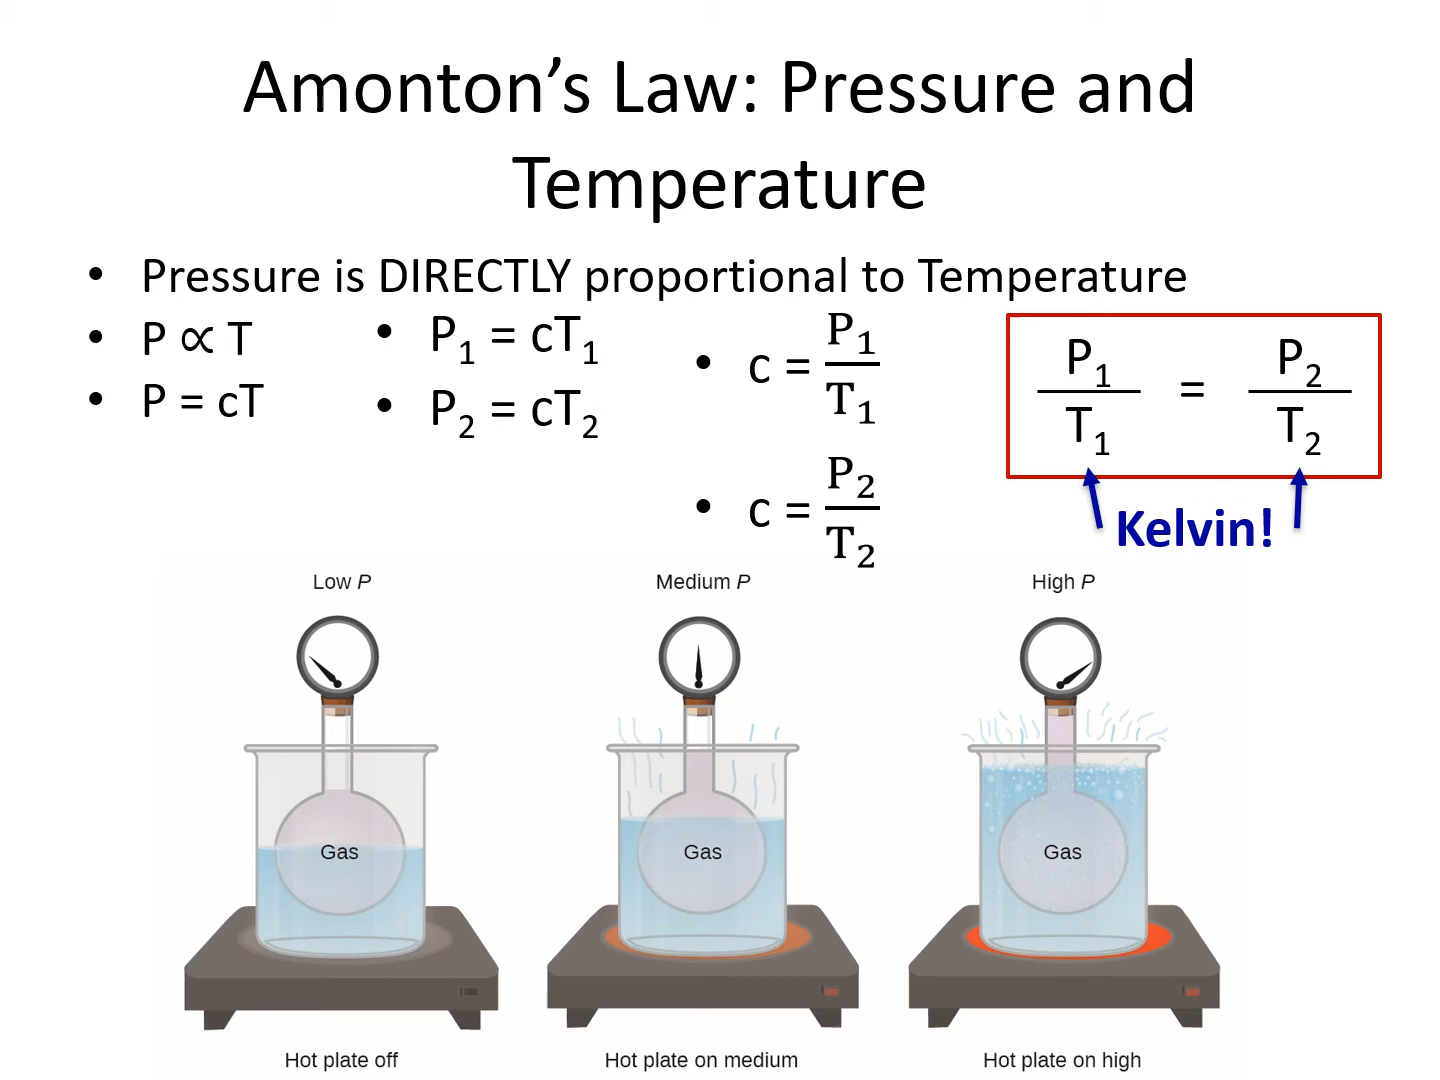 Amonton’s Law: Pressure and
Temperature
• Pressure is DIRECTLY proportional to Temperature
• P ∝ T
• P = cT
• P₁ = cT₁
• P₂ = cT₂
• c = P₁/T₁
• c = P₂/T₂
P₁/T₁ = P₂/T₂
Kelvin!
Low P
Medium P
High P
Gas
Gas
Gas
Hot plate off
Hot plate on medium
Hot plate on high